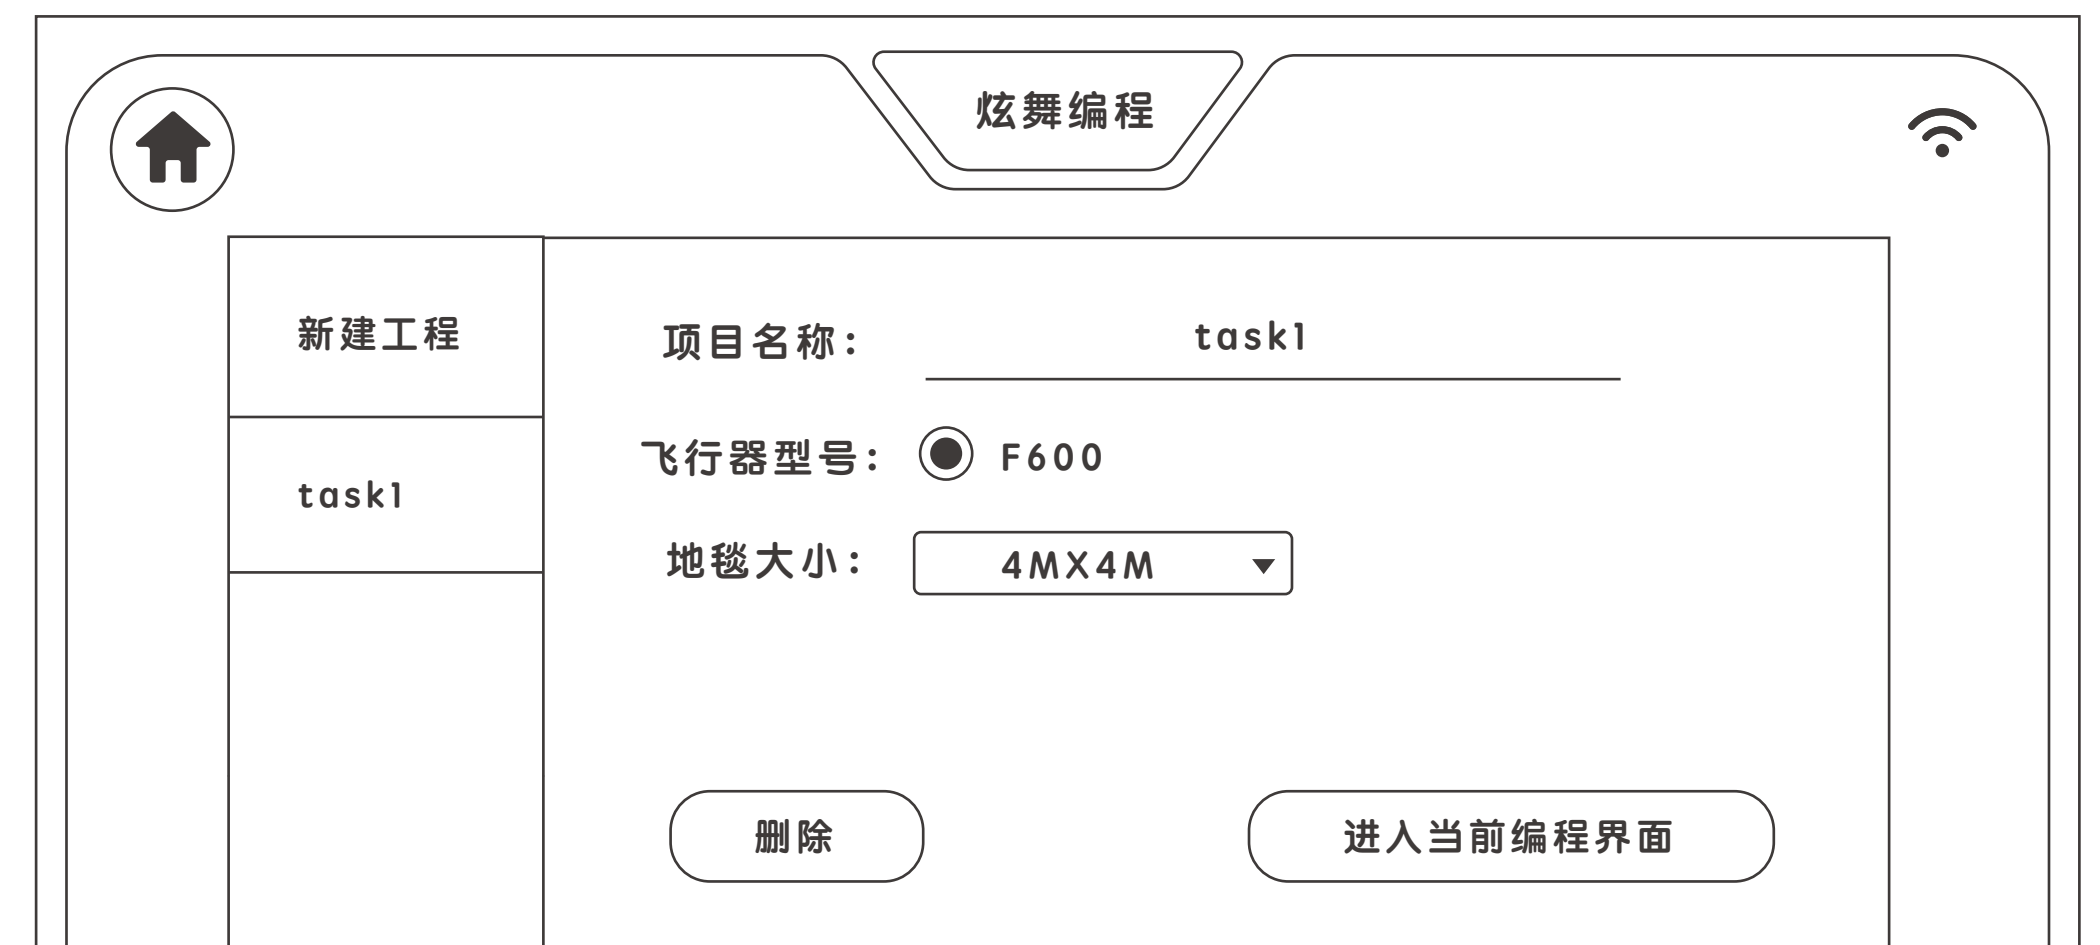 炫舞编程
新建工程
task1
项目名称：
task1
飞行器型号：
F600
地毯大小：
4MX4M
删除
进入当前编程界面